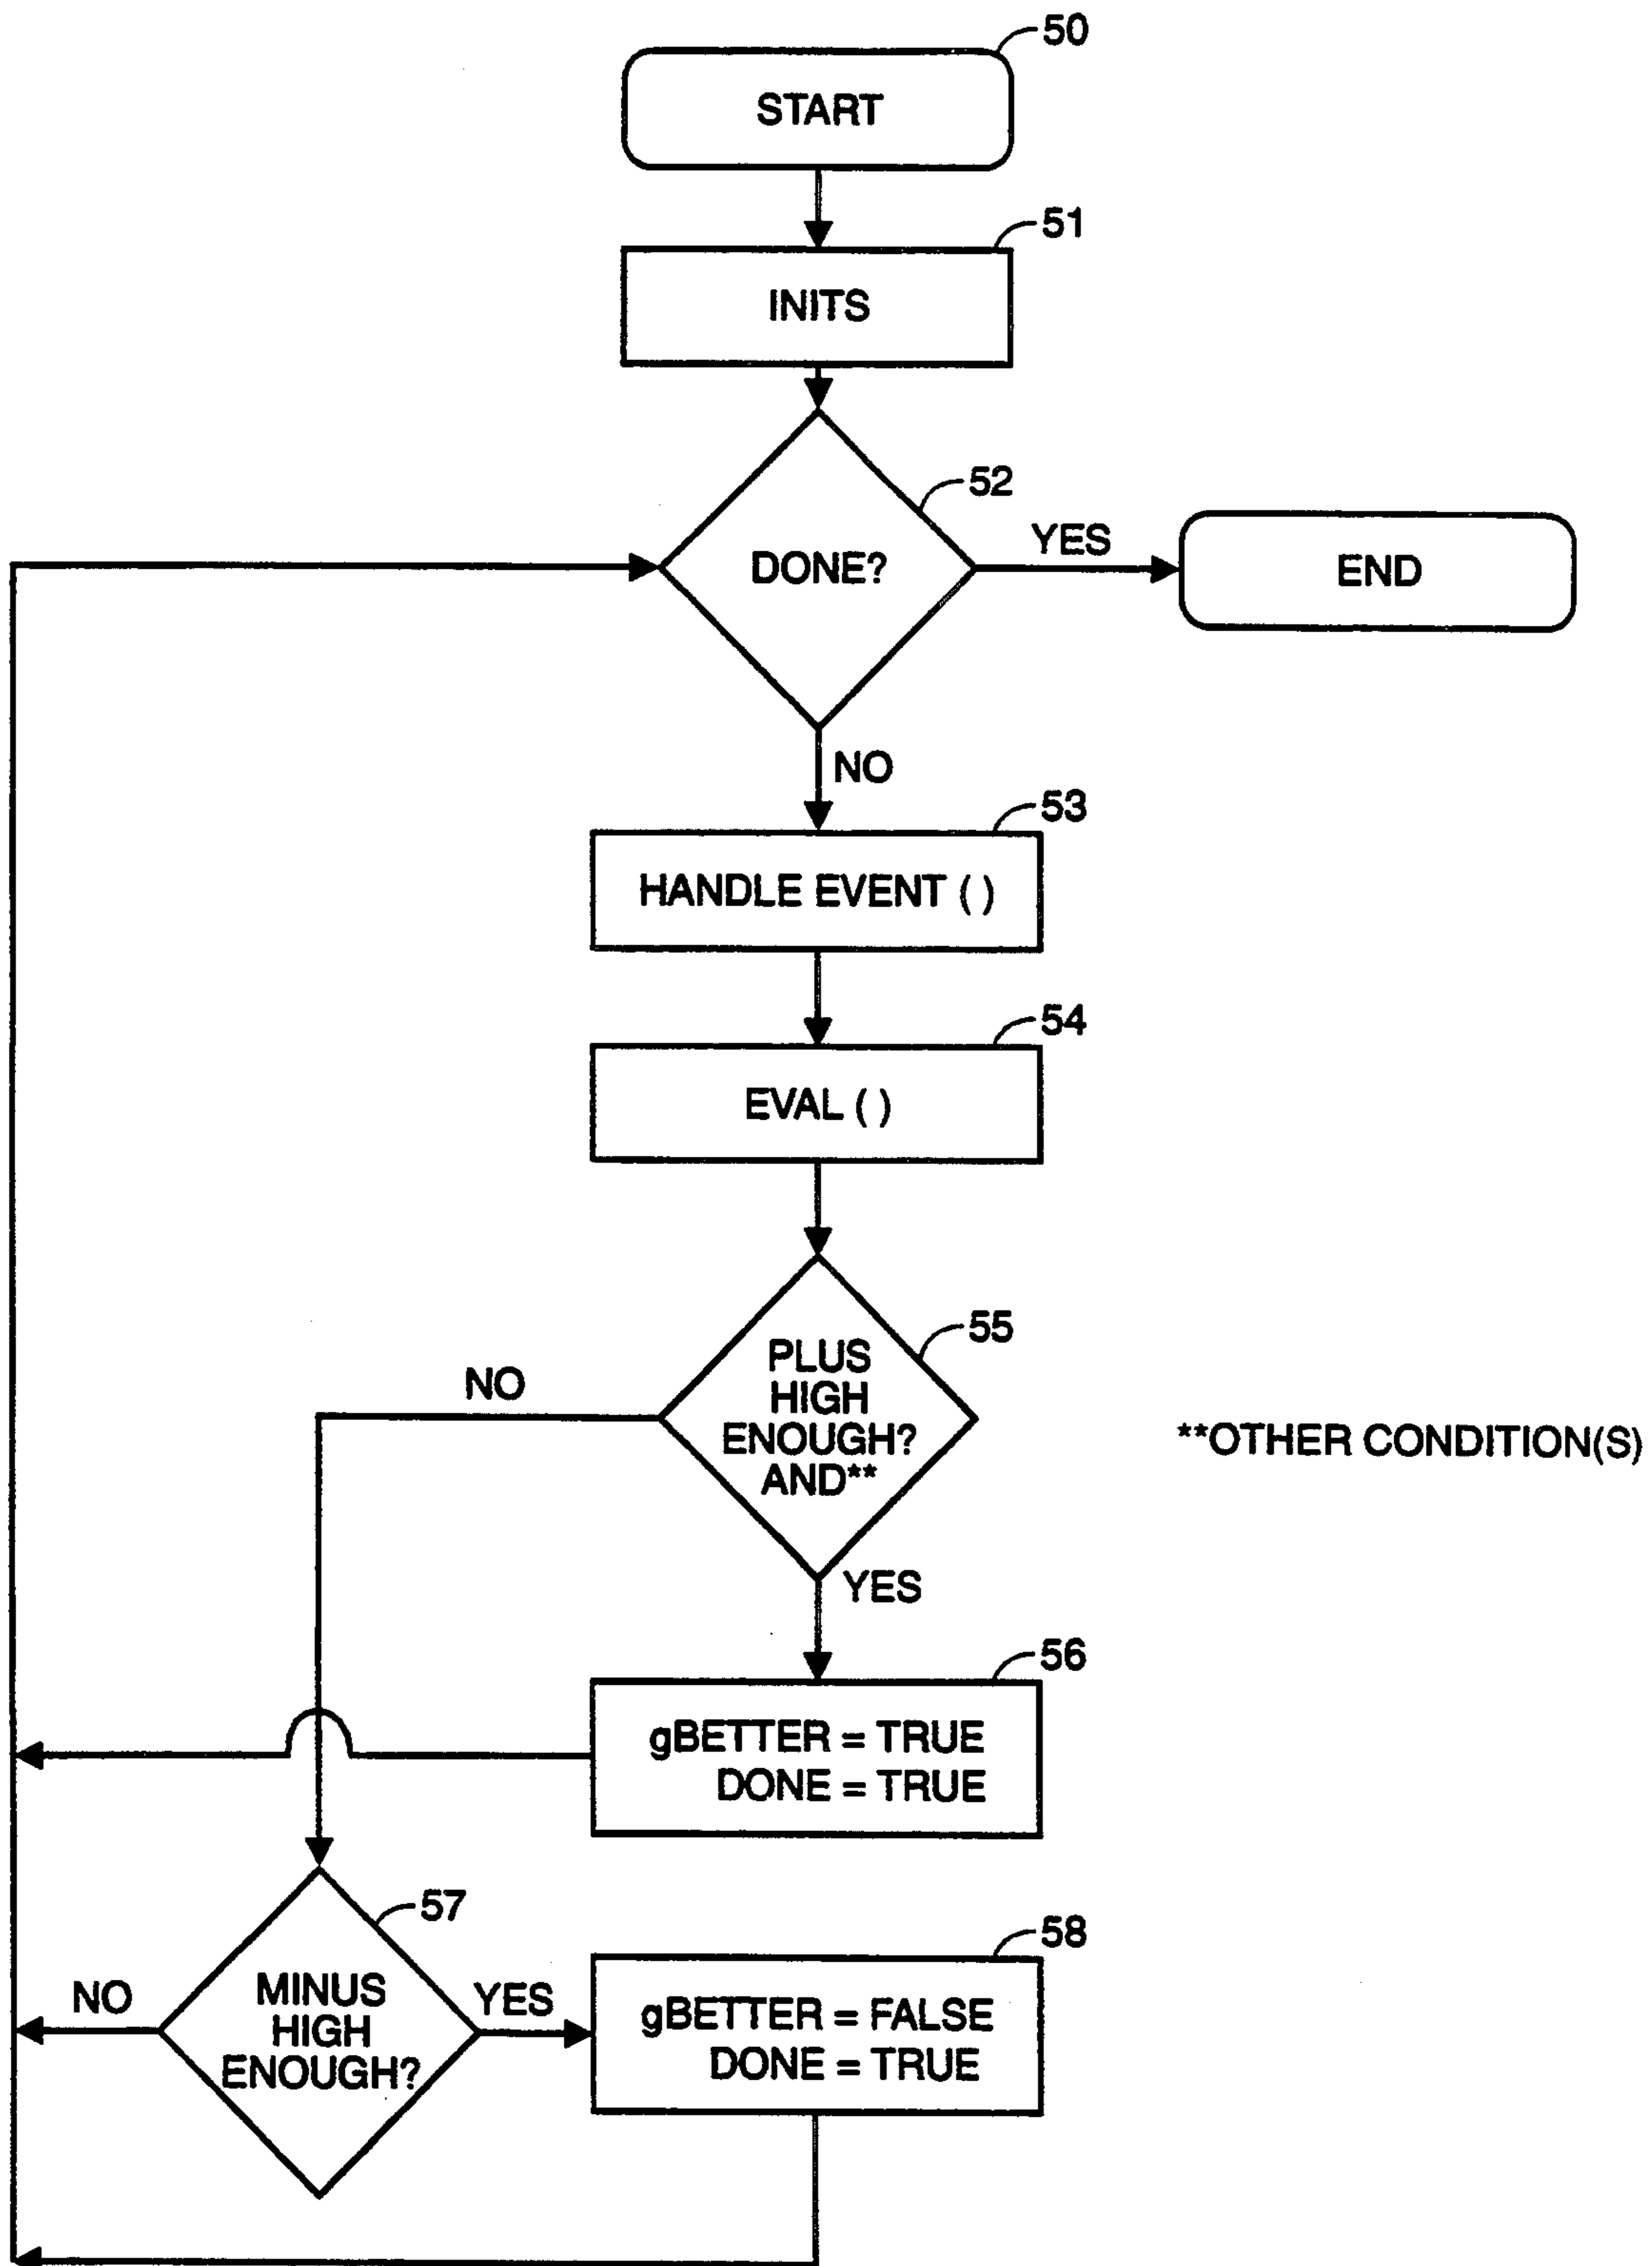 50
START
51
INITS
52
DONE?
YES
END
NO
53
HANDLE EVENT ( )
54
EVAL ( )
55
PLUS
HIGH
ENOUGH?
AND**
NO
**OTHER CONDITION(S)
YES
56
gBETTER = TRUE
DONE = TRUE
57
MINUS
HIGH
ENOUGH?
NO
YES
58
gBETTER = FALSE
DONE = TRUE